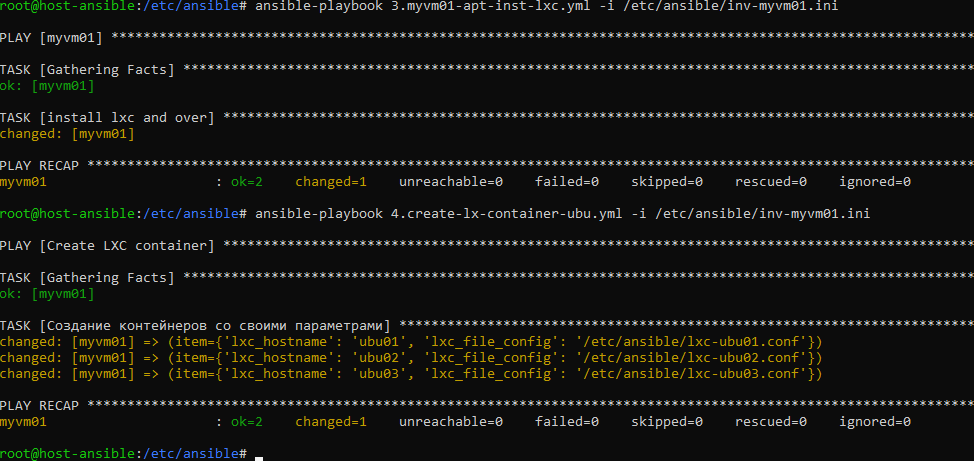 root@host-ansible:/etc/ansible# ansible-playbook 3.myvm01-apt-inst-lxc.yml -i /etc/ansible/inv-myvm01.ini
PLAY [myvm01] ************************************************************************************************************
TASK [Gathering Facts] ***************************************************************************************************
ok: [myvm01]
TASK [install lxc and over] **********************************************************************************************
changed: [myvm01]
PLAY RECAP ***************************************************************************************************************
myvm01                     : ok=2    changed=1    unreachable=0    failed=0    skipped=0    rescued=0    ignored=0
root@host-ansible:/etc/ansible# ansible-playbook 4.create-lx-container-ubu.yml -i /etc/ansible/inv-myvm01.ini
PLAY [Create LXC container] **********************************************************************************************
TASK [Gathering Facts] ***************************************************************************************************
ok: [myvm01]
TASK [Создание контейнеров со своими параметрами] ************************************************************************
changed: [myvm01] => (item={'lxc_hostname': 'ubu01', 'lxc_file_config': '/etc/ansible/lxc-ubu01.conf'})
changed: [myvm01] => (item={'lxc_hostname': 'ubu02', 'lxc_file_config': '/etc/ansible/lxc-ubu02.conf'})
changed: [myvm01] => (item={'lxc_hostname': 'ubu03', 'lxc_file_config': '/etc/ansible/lxc-ubu03.conf'})
PLAY RECAP ***************************************************************************************************************
myvm01                     : ok=2    changed=1    unreachable=0    failed=0    skipped=0    rescued=0    ignored=0
root@host-ansible:/etc/ansible#